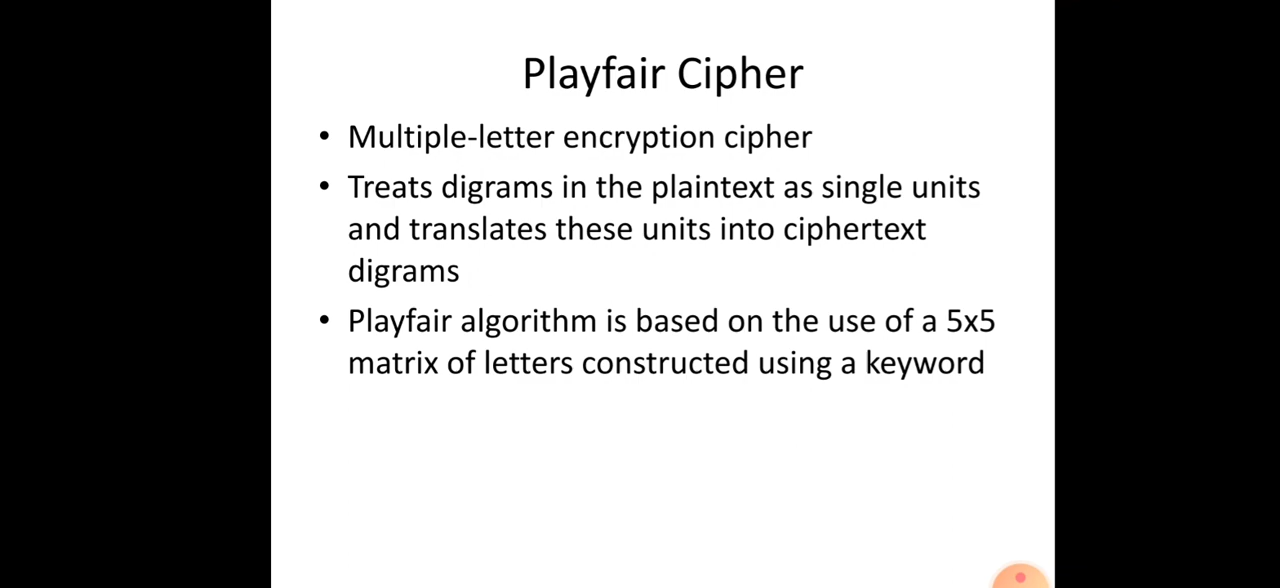 Playfair Cipher
• Multiple-letter encryption cipher
• Treats digrams in the plaintext as single units
and translates these units into ciphertext
digrams
• Playfair algorithm is based on the use of a 5x5
matrix of letters constructed using a keyword